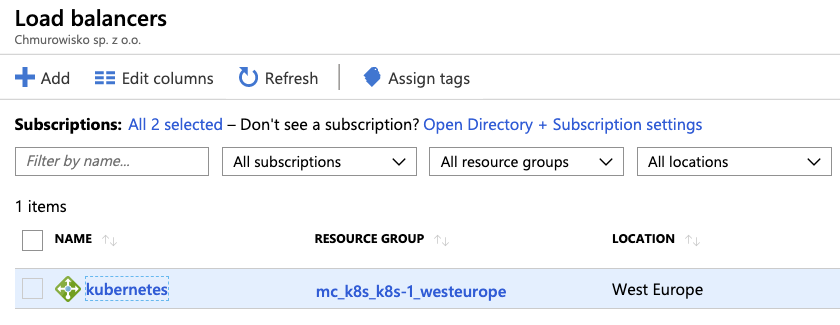 Load balancers
Chmurowisko sp. z o.o.
Add Edit columns Refresh Assign tags
Subscriptions: All 2 selected – Don't see a subscription? Open Directory + Subscription settings
Filter by name... All subscriptions All resource groups All locations
1 items
NAME RESOURCE GROUP LOCATION
kubernetes mc_k8s_k8s-1_westeurope West Europe